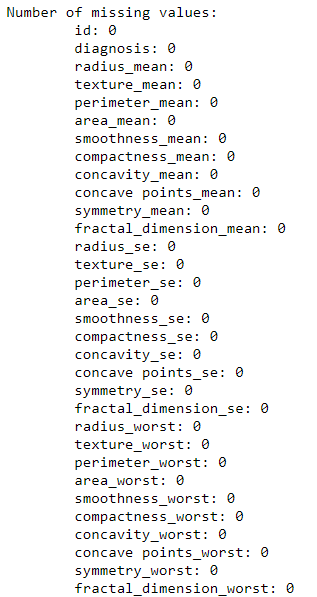 Number of missing values:
id: 0
diagnosis: 0
radius_mean: 0
texture_mean: 0
perimeter_mean: 0
area_mean: 0
smoothness_mean: 0
compactness_mean: 0
concavity_mean: 0
concave points_mean: 0
symmetry_mean: 0
fractal_dimension_mean: 0
radius_se: 0
texture_se: 0
perimeter_se: 0
area_se: 0
smoothness_se: 0
compactness_se: 0
concavity_se: 0
concave points_se: 0
symmetry_se: 0
fractal_dimension_se: 0
radius_worst: 0
texture_worst: 0
perimeter_worst: 0
area_worst: 0
smoothness_worst: 0
compactness_worst: 0
concavity_worst: 0
concave points_worst: 0
symmetry_worst: 0
fractal_dimension_worst: 0